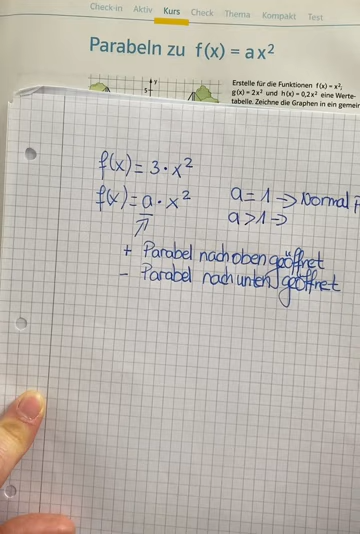 Check-in Aktiv Kurs Check Thema Kompakt Test
Parabeln zu f(x) = ax²
Erstelle für die Funktionen f(x) = x²,
g(x) = 2x² und h(x) = 0,2x² eine Werte-
tabelle. Zeichne die Graphen in ein gemein
y
5
f(x) = 3 · x²
f(x) = a · x²
a = 1 → Normal P
a > 1 →
+ Parabel nach oben geöffnet
− Parabel nach unten geöffnet